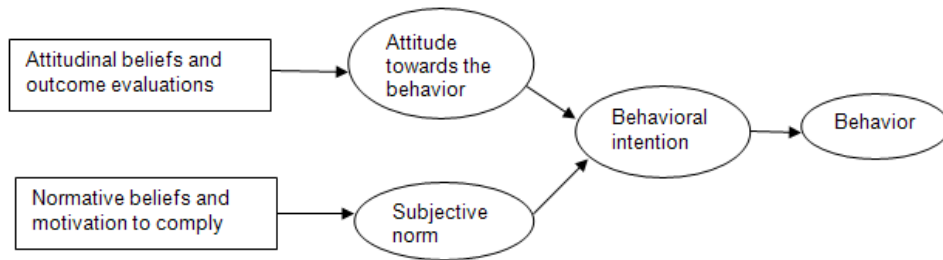 Attitudinal beliefs and
outcome evaluations
Attitude
towards the
behavior
Behavioral
intention
Behavior
Normative beliefs and
motivation to comply
Subjective
norm